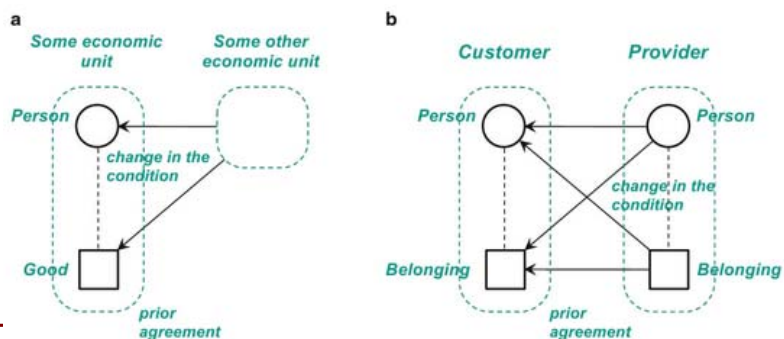 a
Some economic
unit
Some other
economic unit
Person
change in the
condition
Good
prior
agreement
b
Customer
Provider
Person
Person
change in the
condition
Belonging
Belonging
prior
agreement